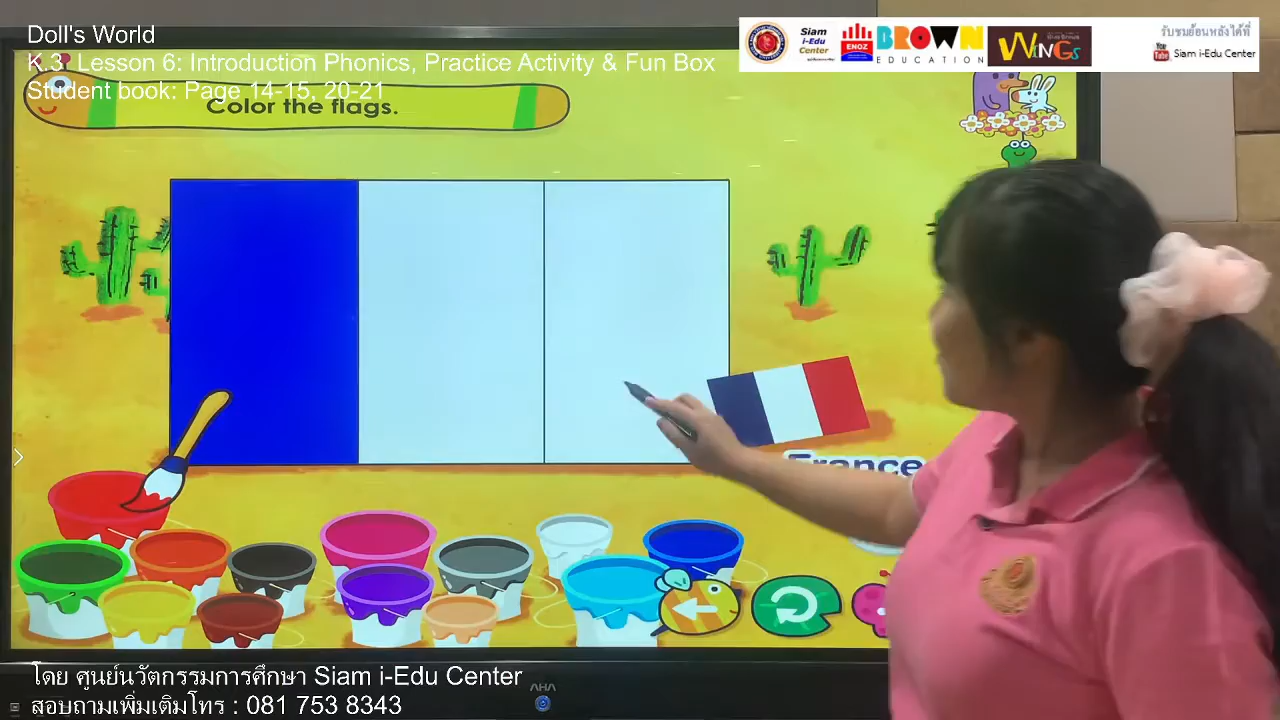 Doll's World
K.3 Lesson 6: Introduction Phonics, Practice Activity & Fun Box
Student book: Page 14-15, 20-21
Color the flags.
Siam
i-Edu
Center
ENOZ
BROWN
EDUCATION
WiNGs
รับชมย้อนหลังได้ที่
You
Tube
Siam i-Edu Center
France
โดย ศูนย์นวัตกรรมการศึกษา Siam i-Edu Center
สอบถามเพิ่มเติมโทร : 081 753 8343
AHA